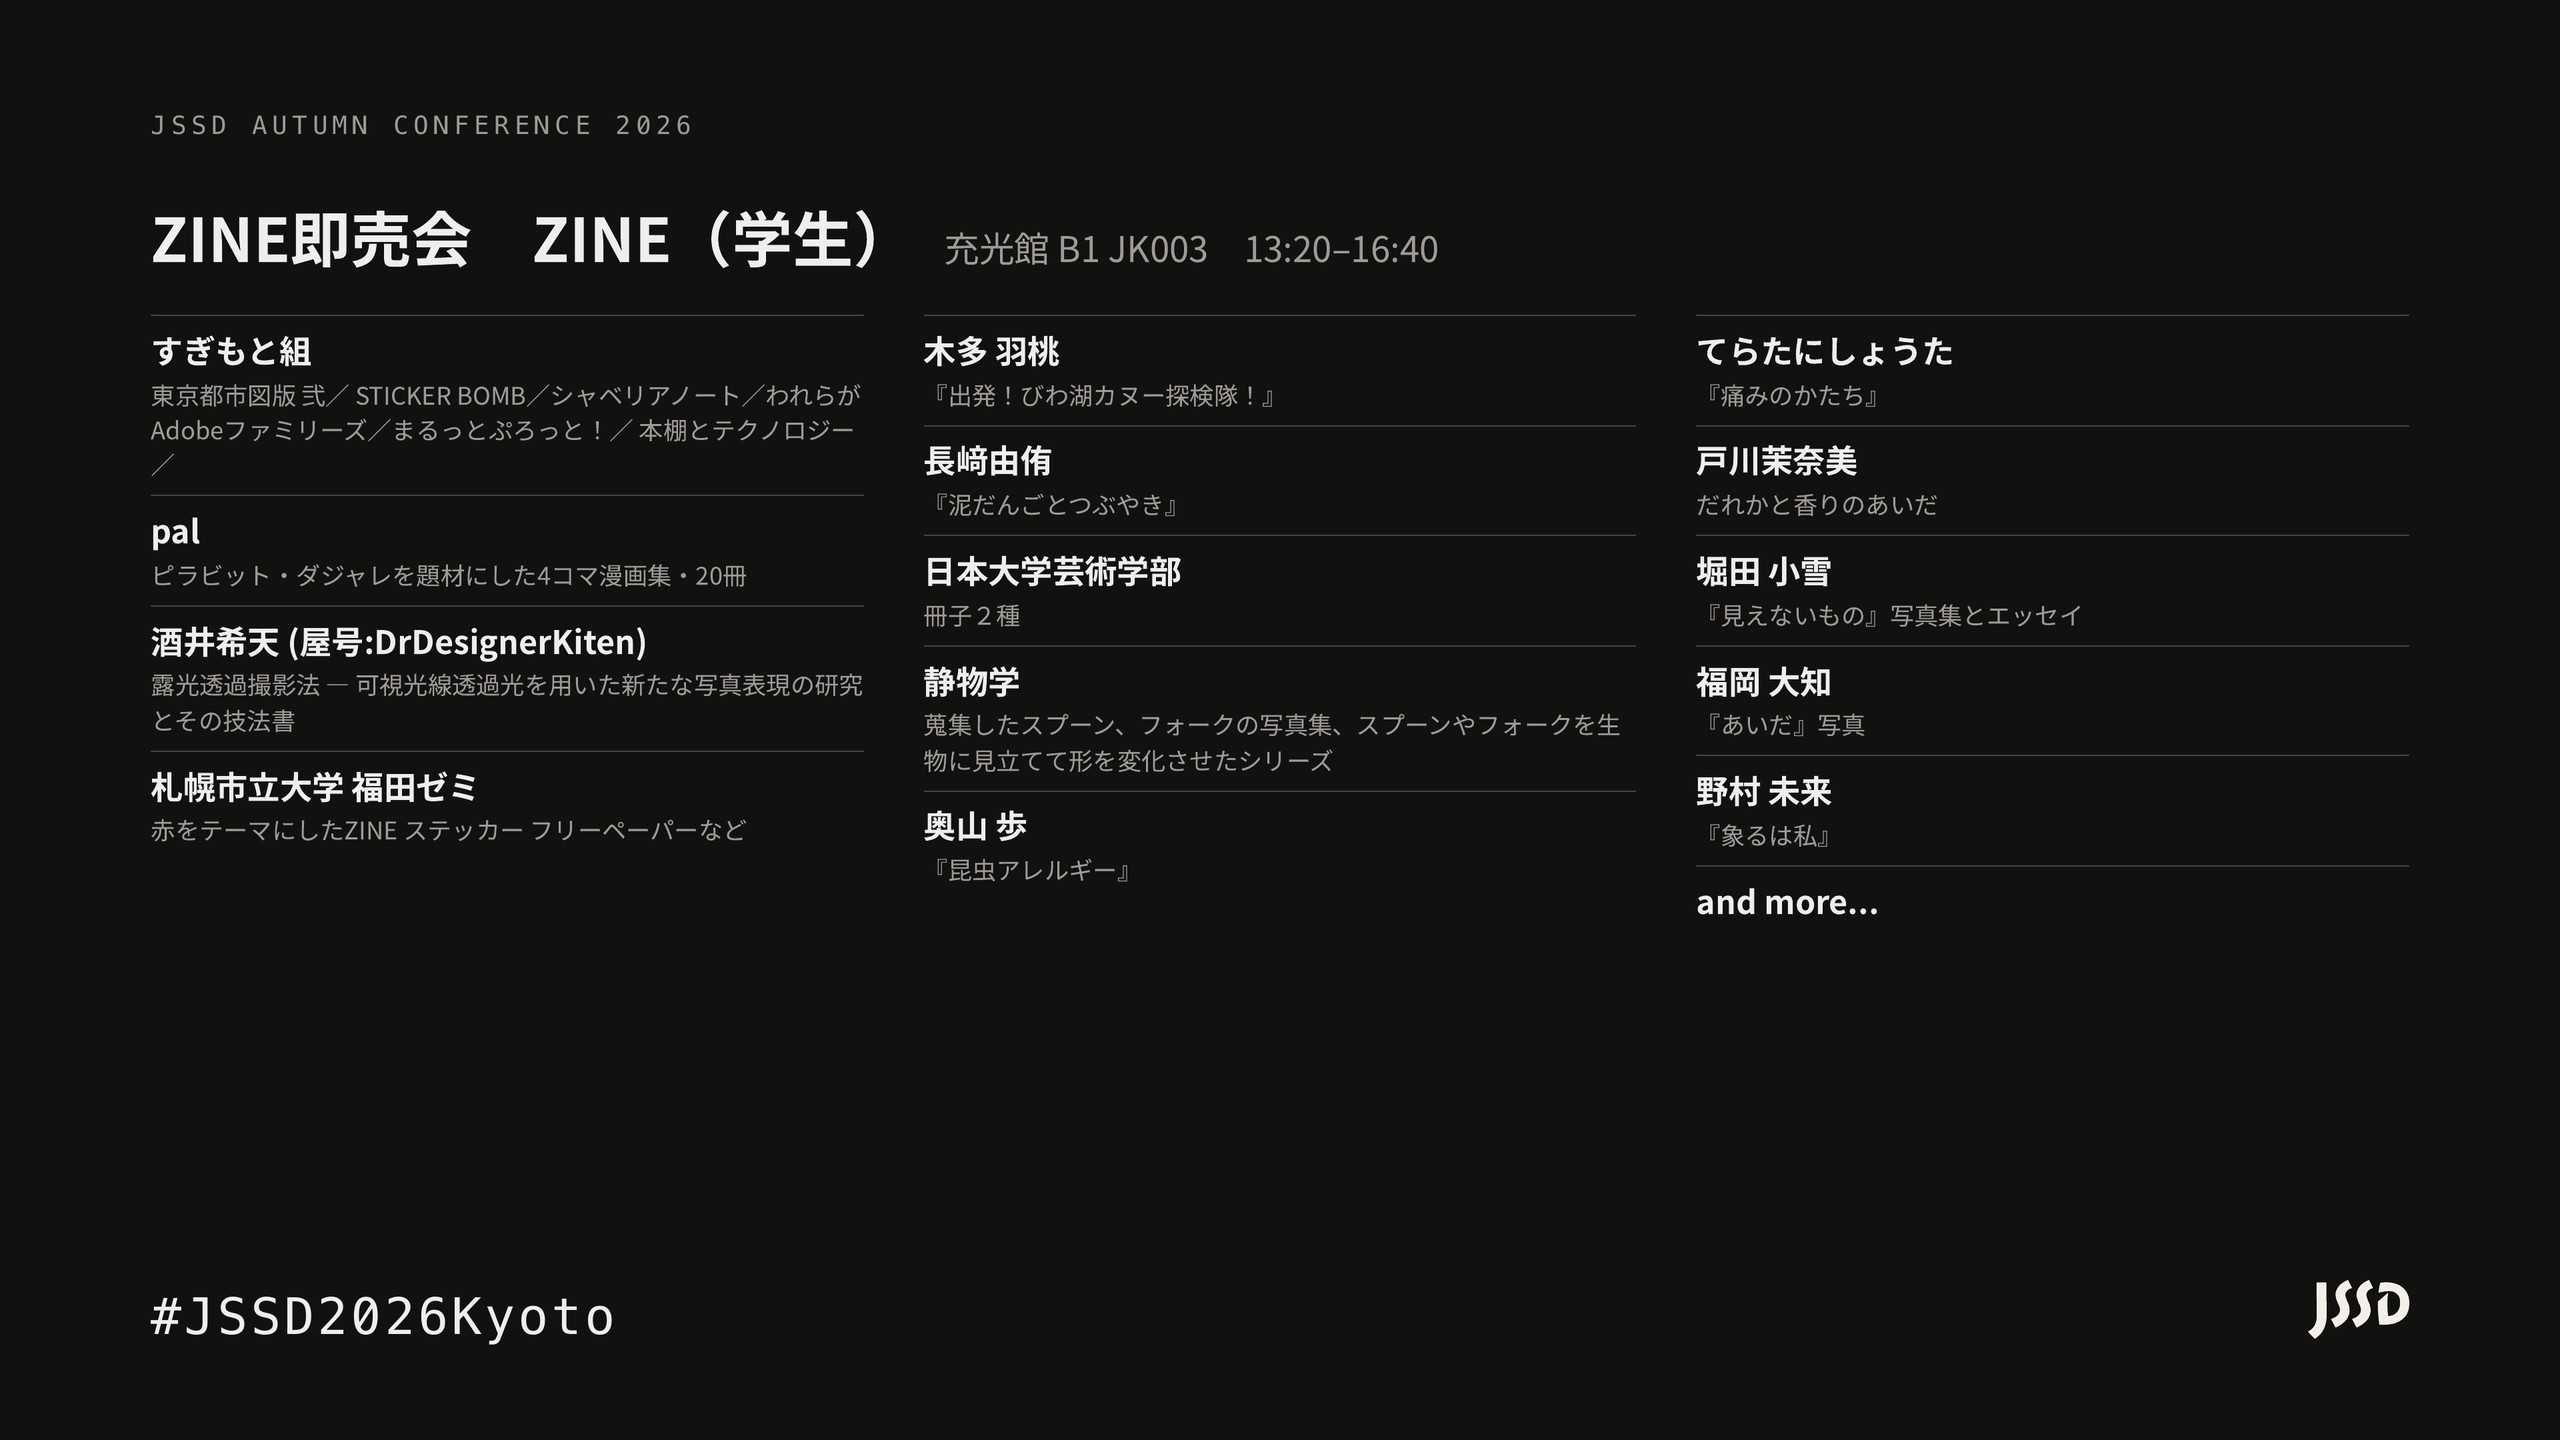 JSSD AUTUMN CONFERENCE 2026
ZINE即売会　ZINE（学生）　充光館 B1 JK003　13:20–16:40
すぎもと組
東京都市図版 弐／ STICKER BOMB／シャベリアノート／われらが
Adobeファミリーズ／まるっとぷろっと！／ 本棚とテクノロジー
／
pal
ピラビット・ダジャレを題材にした4コマ漫画集・20冊
酒井希天 (屋号:DrDesignerKiten)
露光透過撮影法 — 可視光線透過光を用いた新たな写真表現の研究
とその技法書
札幌市立大学 福田ゼミ
赤をテーマにしたZINE ステッカー フリーペーパーなど
木多 羽桃
『出発！びわ湖カヌー探検隊！』
長﨑由侑
『泥だんごとつぶやき』
日本大学芸術学部
冊子２種
静物学
蒐集したスプーン、フォークの写真集、スプーンやフォークを生
物に見立てて形を変化させたシリーズ
奥山 歩
『昆虫アレルギー』
てらたにしょうた
『痛みのかたち』
戸川茉奈美
だれかと香りのあいだ
堀田 小雪
『見えないもの』写真集とエッセイ
福岡 大知
『あいだ』写真
野村 未来
『象るは私』
and more...
#JSSD2026Kyoto
JSSD